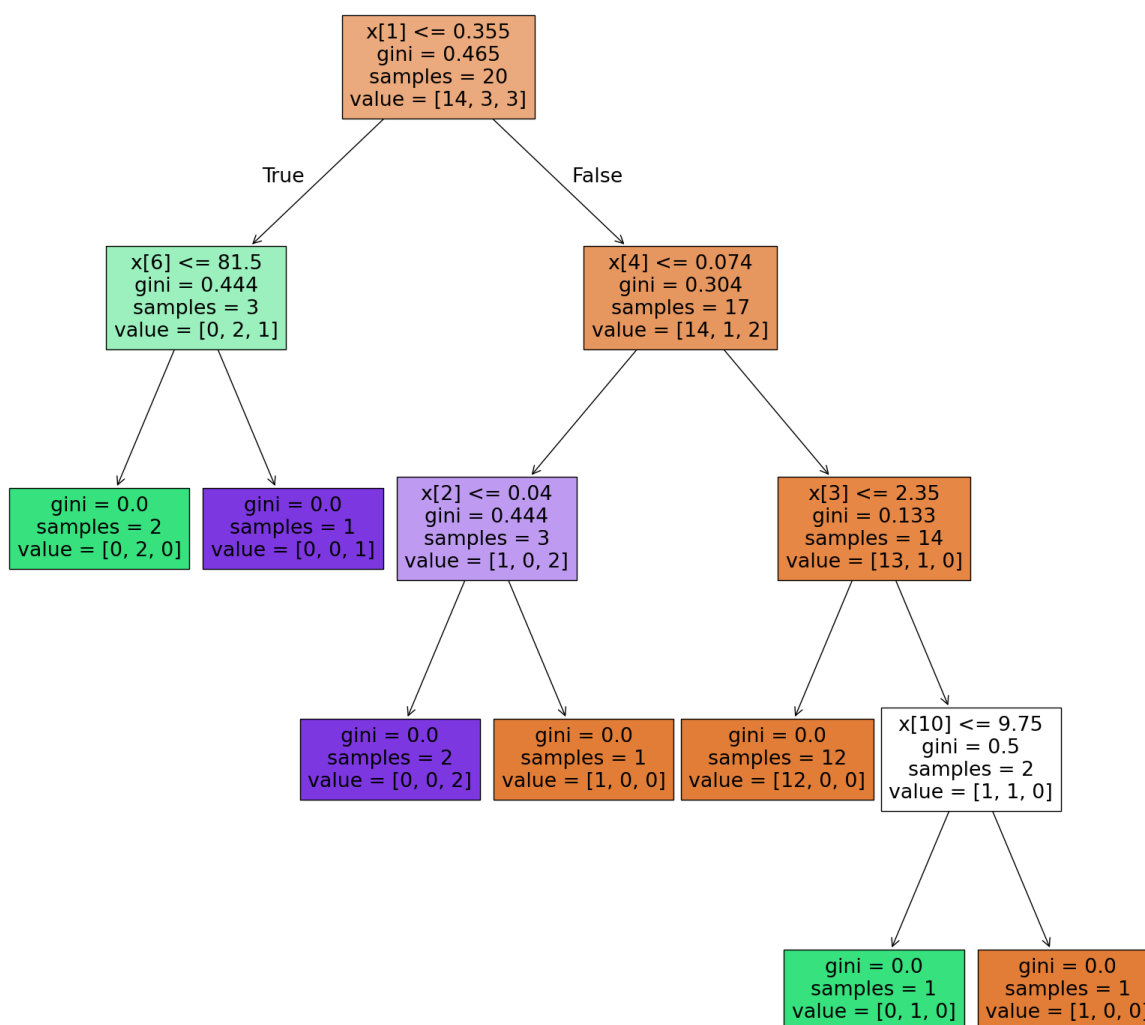 x[1] <= 0.355
gini = 0.465
samples = 20
value = [14, 3, 3]
True
False
x[6] <= 81.5
gini = 0.444
samples = 3
value = [0, 2, 1]
x[4] <= 0.074
gini = 0.304
samples = 17
value = [14, 1, 2]
gini = 0.0
samples = 2
value = [0, 2, 0]
gini = 0.0
samples = 1
value = [0, 0, 1]
x[2] <= 0.04
gini = 0.444
samples = 3
value = [1, 0, 2]
x[3] <= 2.35
gini = 0.133
samples = 14
value = [13, 1, 0]
gini = 0.0
samples = 2
value = [0, 0, 2]
gini = 0.0
samples = 1
value = [1, 0, 0]
gini = 0.0
samples = 12
value = [12, 0, 0]
x[10] <= 9.75
gini = 0.5
samples = 2
value = [1, 1, 0]
gini = 0.0
samples = 1
value = [0, 1, 0]
gini = 0.0
samples = 1
value = [1, 0, 0]